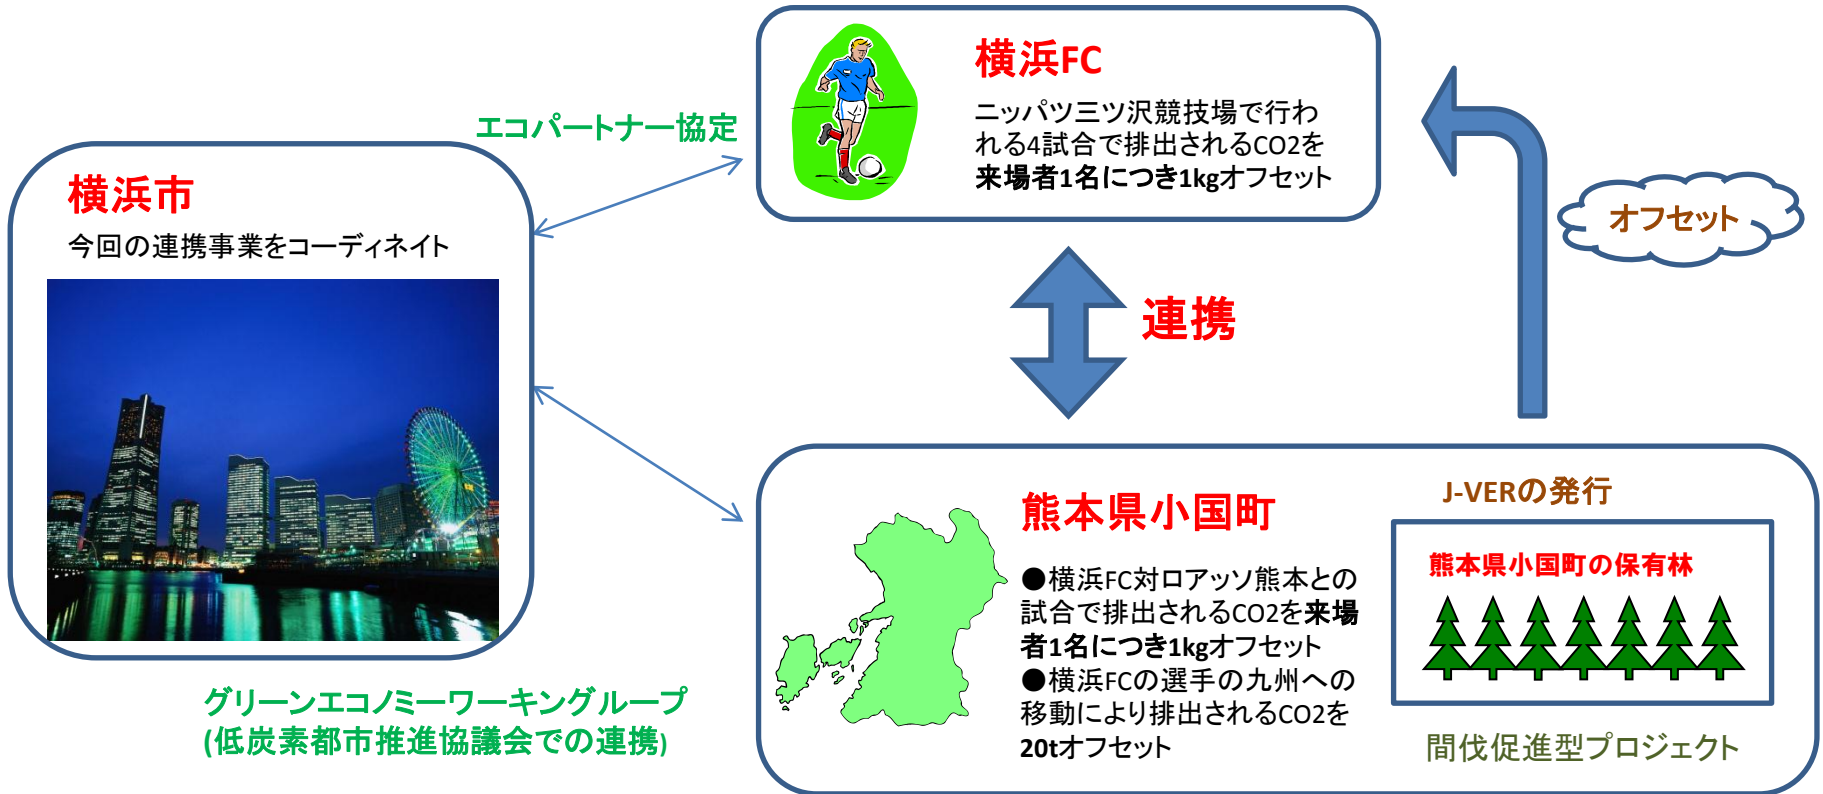 横浜FC
ニッパツ三ツ沢競技場で行わ
れる4試合で排出されるCO2を
来場者1名につき1kgオフセット
エコパートナー協定
横浜市
今回の連携事業をコーディネイト
オフセット
連携
熊本県小国町
●横浜FC対ロアッソ熊本との
試合で排出されるCO2を来場
者1名につき1kgオフセット
●横浜FCの選手の九州への
移動により排出されるCO2を
20tオフセット
J-VERの発行
熊本県小国町の保有林
間伐促進型プロジェクト
グリーンエコノミーワーキングループ
(低炭素都市推進協議会での連携)